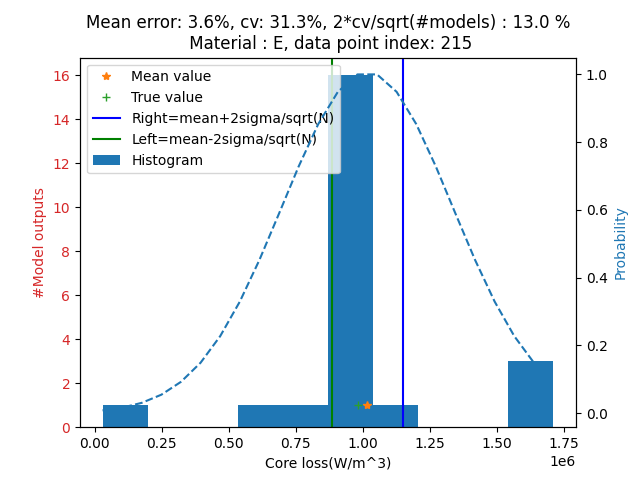 Mean error: 3.6%, cv: 31.3%, 2*cv/sqrt(#models) : 13.0 %
Material : E, data point index: 215
Mean value
True value
Right=mean+2sigma/sqrt(N)
Left=mean-2sigma/sqrt(N)
Histogram
#Model outputs
16
14
12
10
8
6
4
2
0
Probability
1.0
0.8
0.6
0.4
0.2
0.0
0.00 0.25 0.50 0.75 1.00 1.25 1.50 1.75
1e6
Core loss(W/m^3)